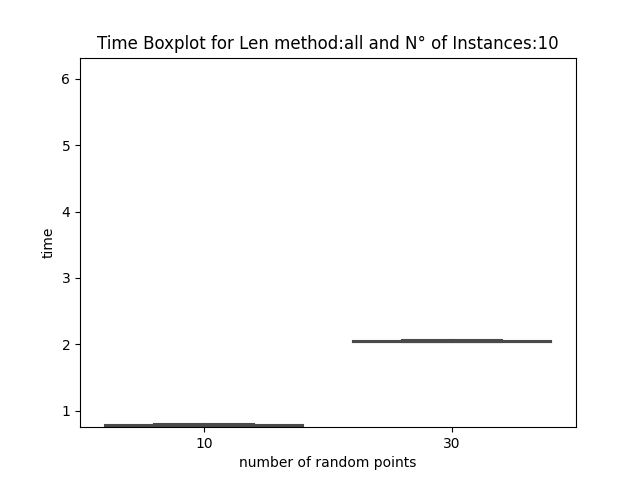 Time Boxplot for Len method:all and N° of Instances:10
6
5
4
3
2
1
time
10 30
number of random points